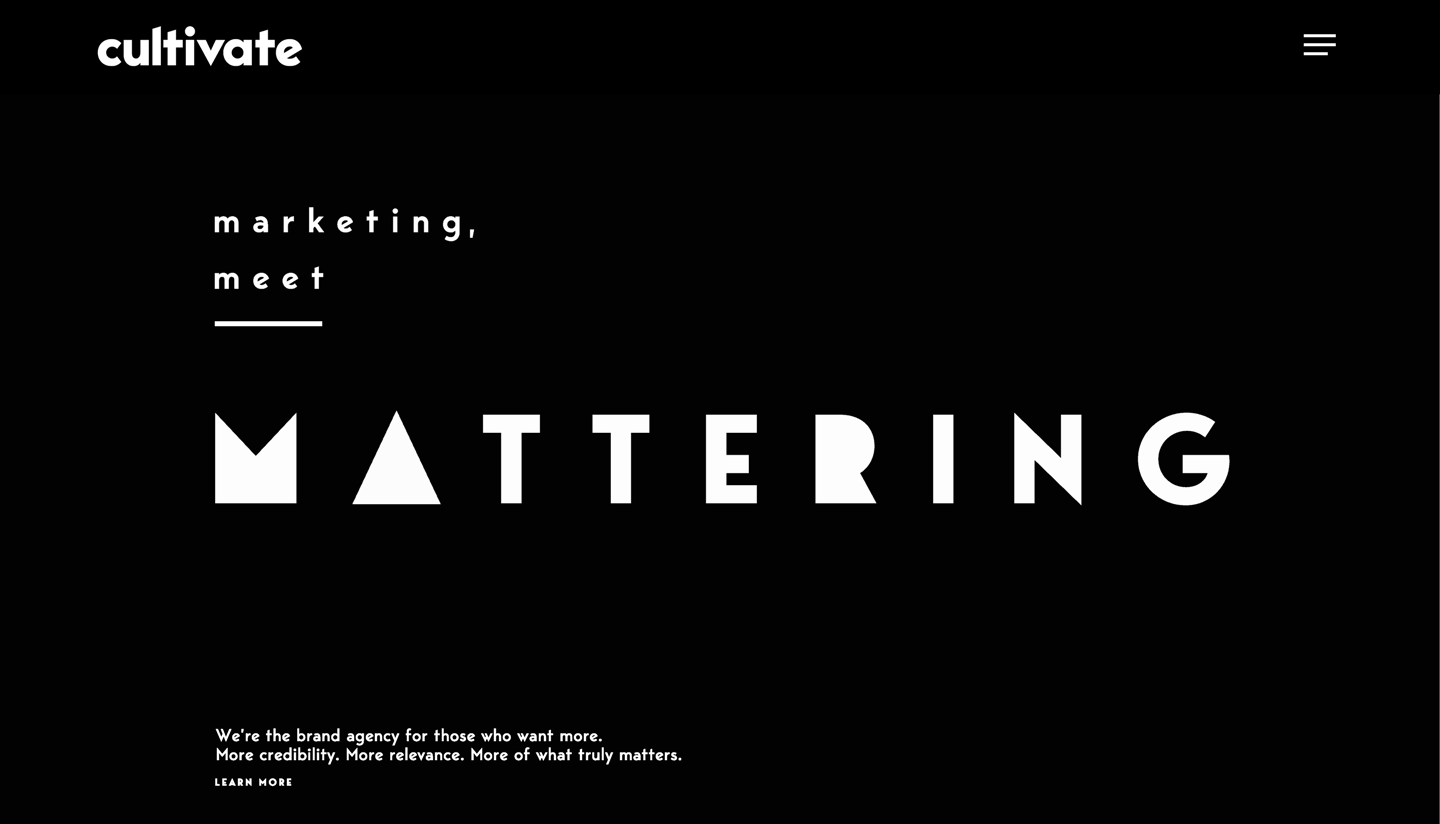 cultivate
marketing,
meet
MATTERING
We're the brand agency for those who want more.
More credibility. More relevance. More of what truly matters.
LEARN MORE